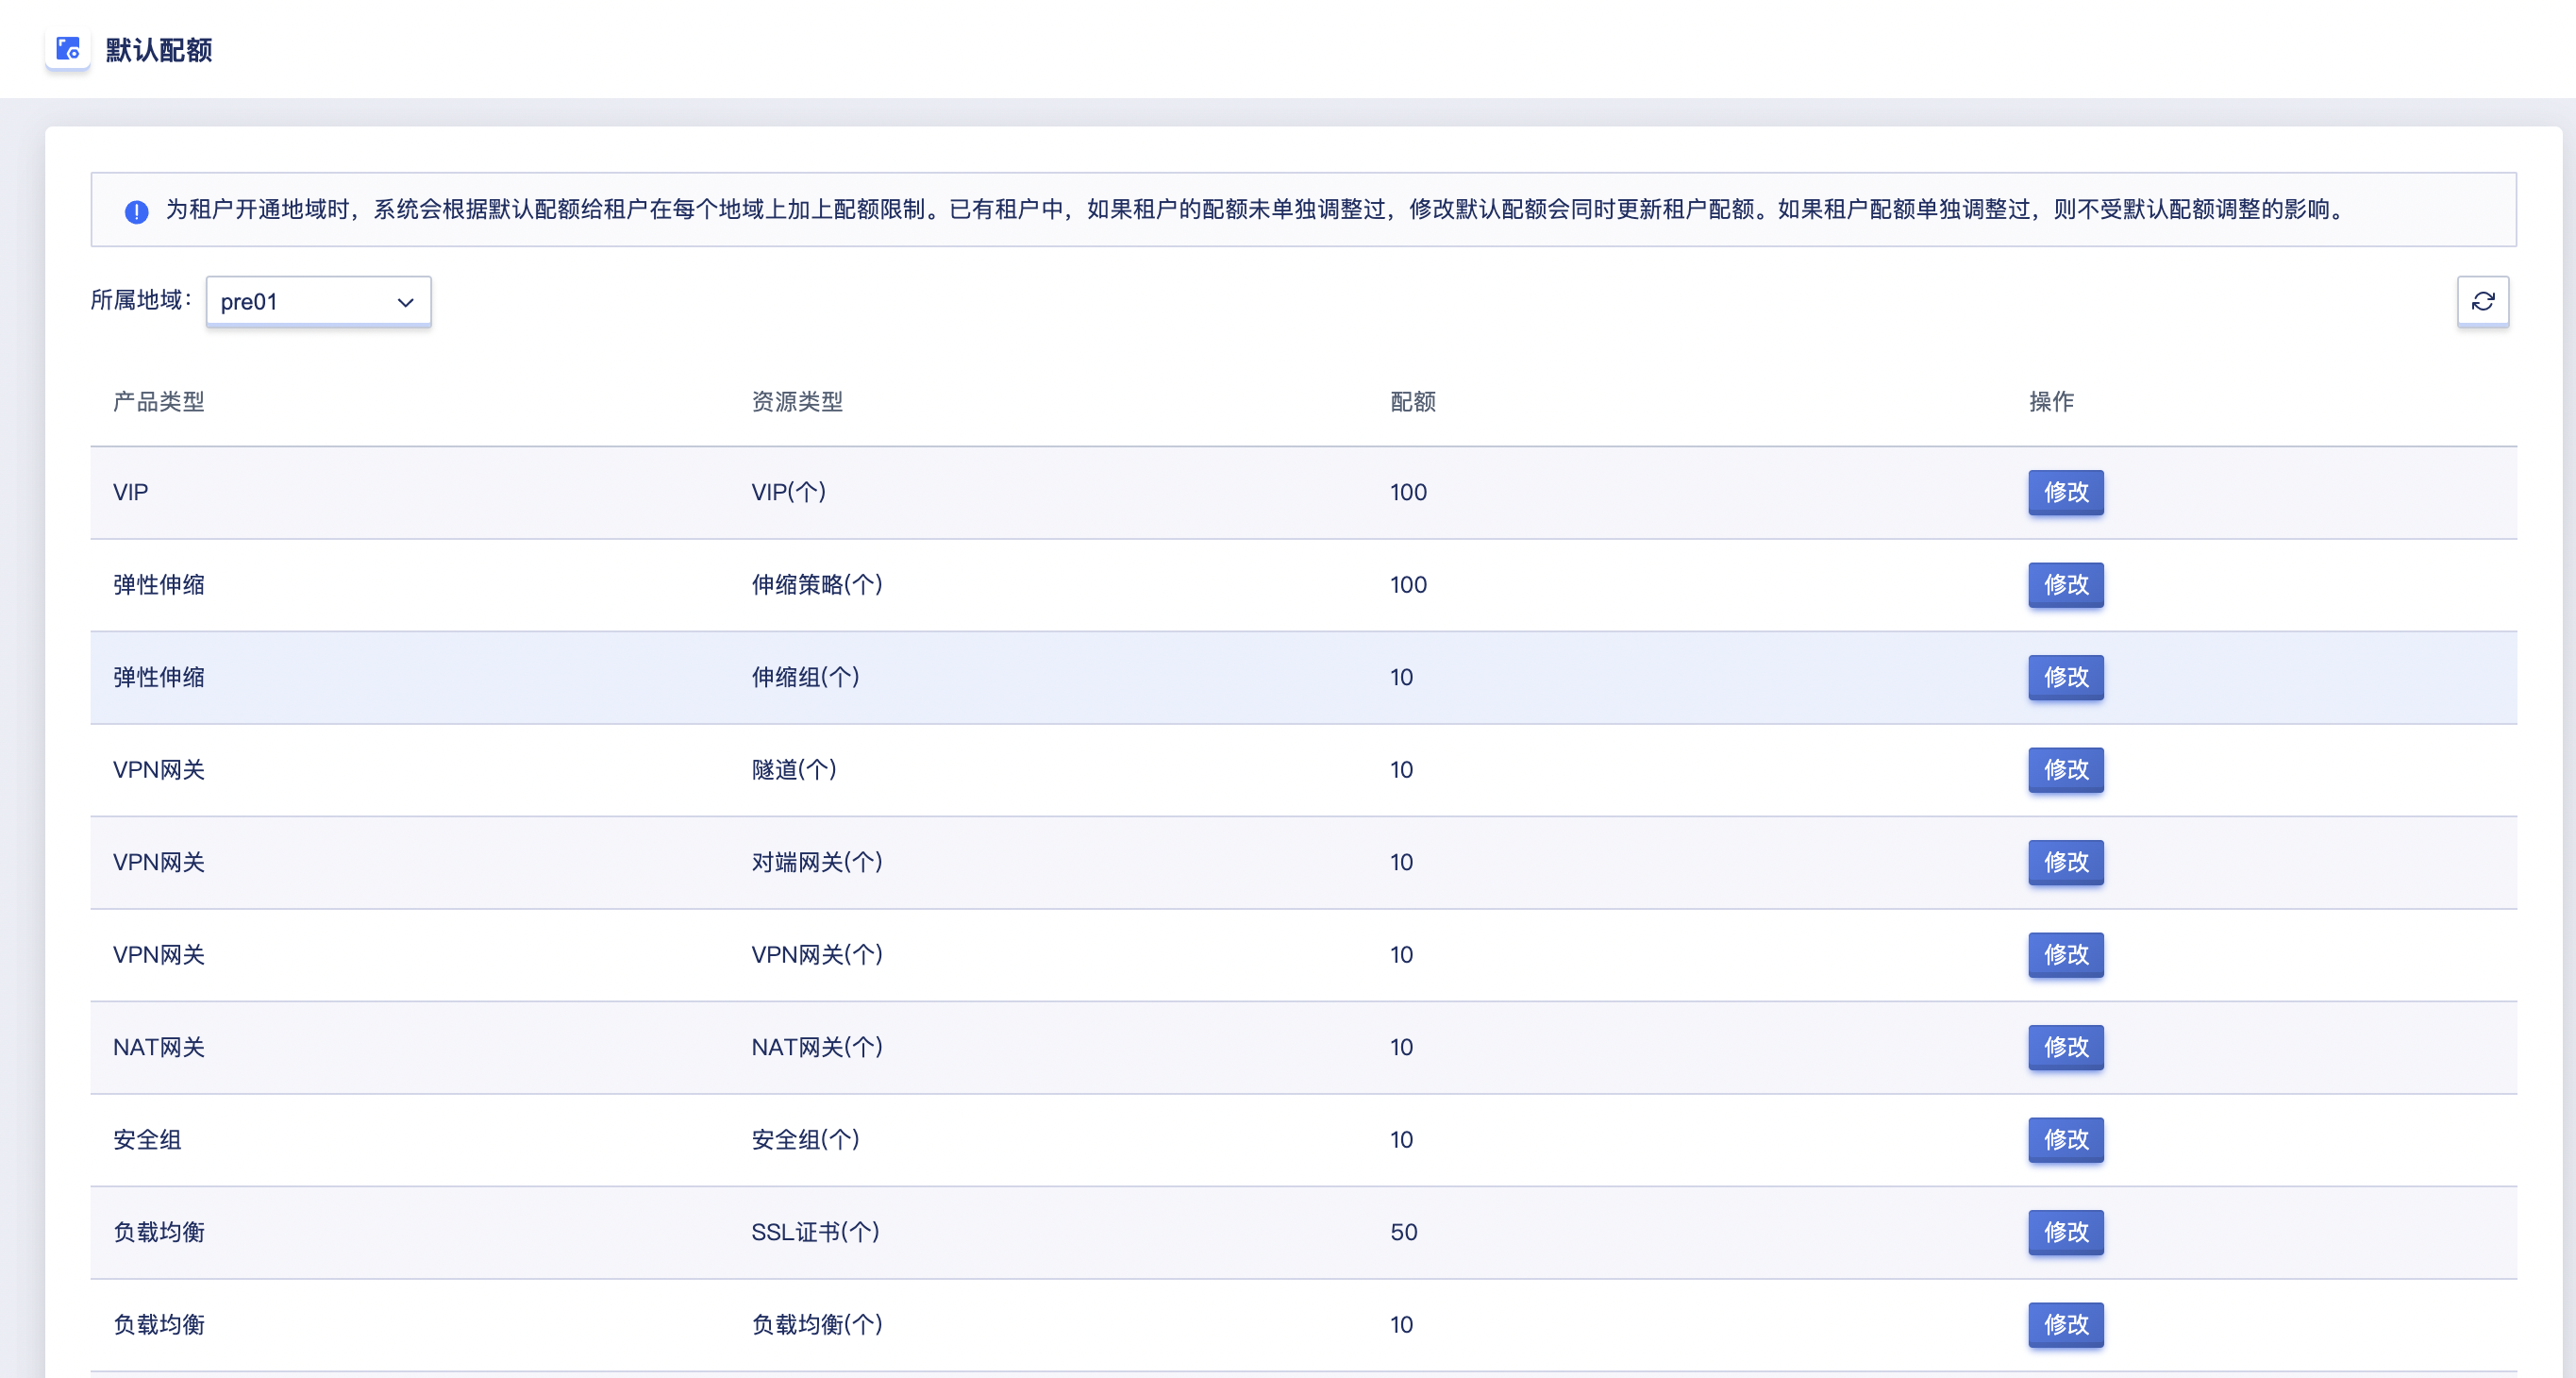 默认配额
为租户开通地域时，系统会根据默认配额给租户在每个地域上加上配额限制。已有租户中，如果租户的配额未单独调整过，修改默认配额会同时更新租户配额。如果租户配额单独调整过，则不受默认配额调整的影响。
所属地域： pre01
产品类型 资源类型 配额 操作
VIP VIP(个) 100 修改
弹性伸缩 伸缩策略(个) 100 修改
弹性伸缩 伸缩组(个) 10 修改
VPN网关 隧道(个) 10 修改
VPN网关 对端网关(个) 10 修改
VPN网关 VPN网关(个) 10 修改
NAT网关 NAT网关(个) 10 修改
安全组 安全组(个) 10 修改
负载均衡 SSL证书(个) 50 修改
负载均衡 负载均衡(个) 10 修改